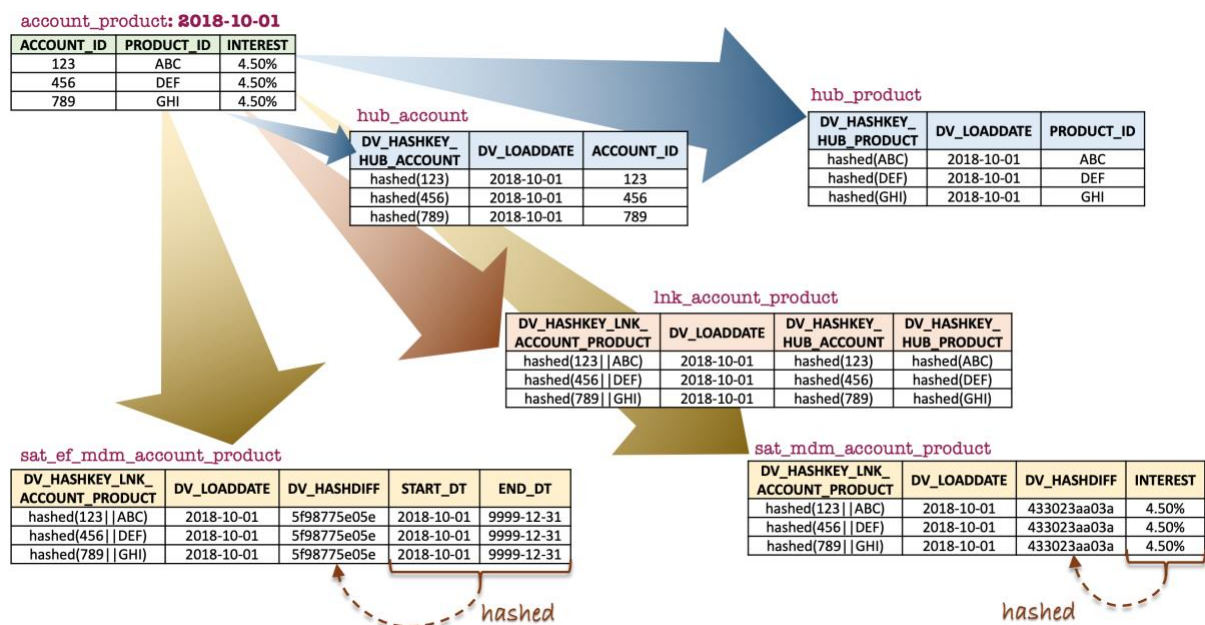 account_product: 2018-10-01
ACCOUNT_ID PRODUCT_ID INTEREST
123 ABC 4.50%
456 DEF 4.50%
789 GHI 4.50%
hub_account
DV_HASHKEY_
HUB_ACCOUNT DV_LOADDATE ACCOUNT_ID
hashed(123) 2018-10-01 123
hashed(456) 2018-10-01 456
hashed(789) 2018-10-01 789
hub_product
DV_HASHKEY_
HUB_PRODUCT DV_LOADDATE PRODUCT_ID
hashed(ABC) 2018-10-01 ABC
hashed(DEF) 2018-10-01 DEF
hashed(GHI) 2018-10-01 GHI
lnk_account_product
DV_HASHKEY_LNK_ DV_HASHKEY_ DV_HASHKEY_
ACCOUNT_PRODUCT DV_LOADDATE HUB_ACCOUNT HUB_PRODUCT
hashed(123||ABC) 2018-10-01 hashed(123) hashed(ABC)
hashed(456||DEF) 2018-10-01 hashed(456) hashed(DEF)
hashed(789||GHI) 2018-10-01 hashed(789) hashed(GHI)
sat_ef_mdm_account_product
DV_HASHKEY_LNK_
ACCOUNT_PRODUCT DV_LOADDATE DV_HASHDIFF START_DT END_DT
hashed(123||ABC) 2018-10-01 5f98775e05e 2018-10-01 9999-12-31
hashed(456||DEF) 2018-10-01 5f98775e05e 2018-10-01 9999-12-31
hashed(789||GHI) 2018-10-01 5f98775e05e 2018-10-01 9999-12-31
hashed
sat_mdm_account_product
DV_HASHKEY_LNK_
ACCOUNT_PRODUCT DV_LOADDATE DV_HASHDIFF INTEREST
hashed(123||ABC) 2018-10-01 433023aa03a 4.50%
hashed(456||DEF) 2018-10-01 433023aa03a 4.50%
hashed(789||GHI) 2018-10-01 433023aa03a 4.50%
hashed